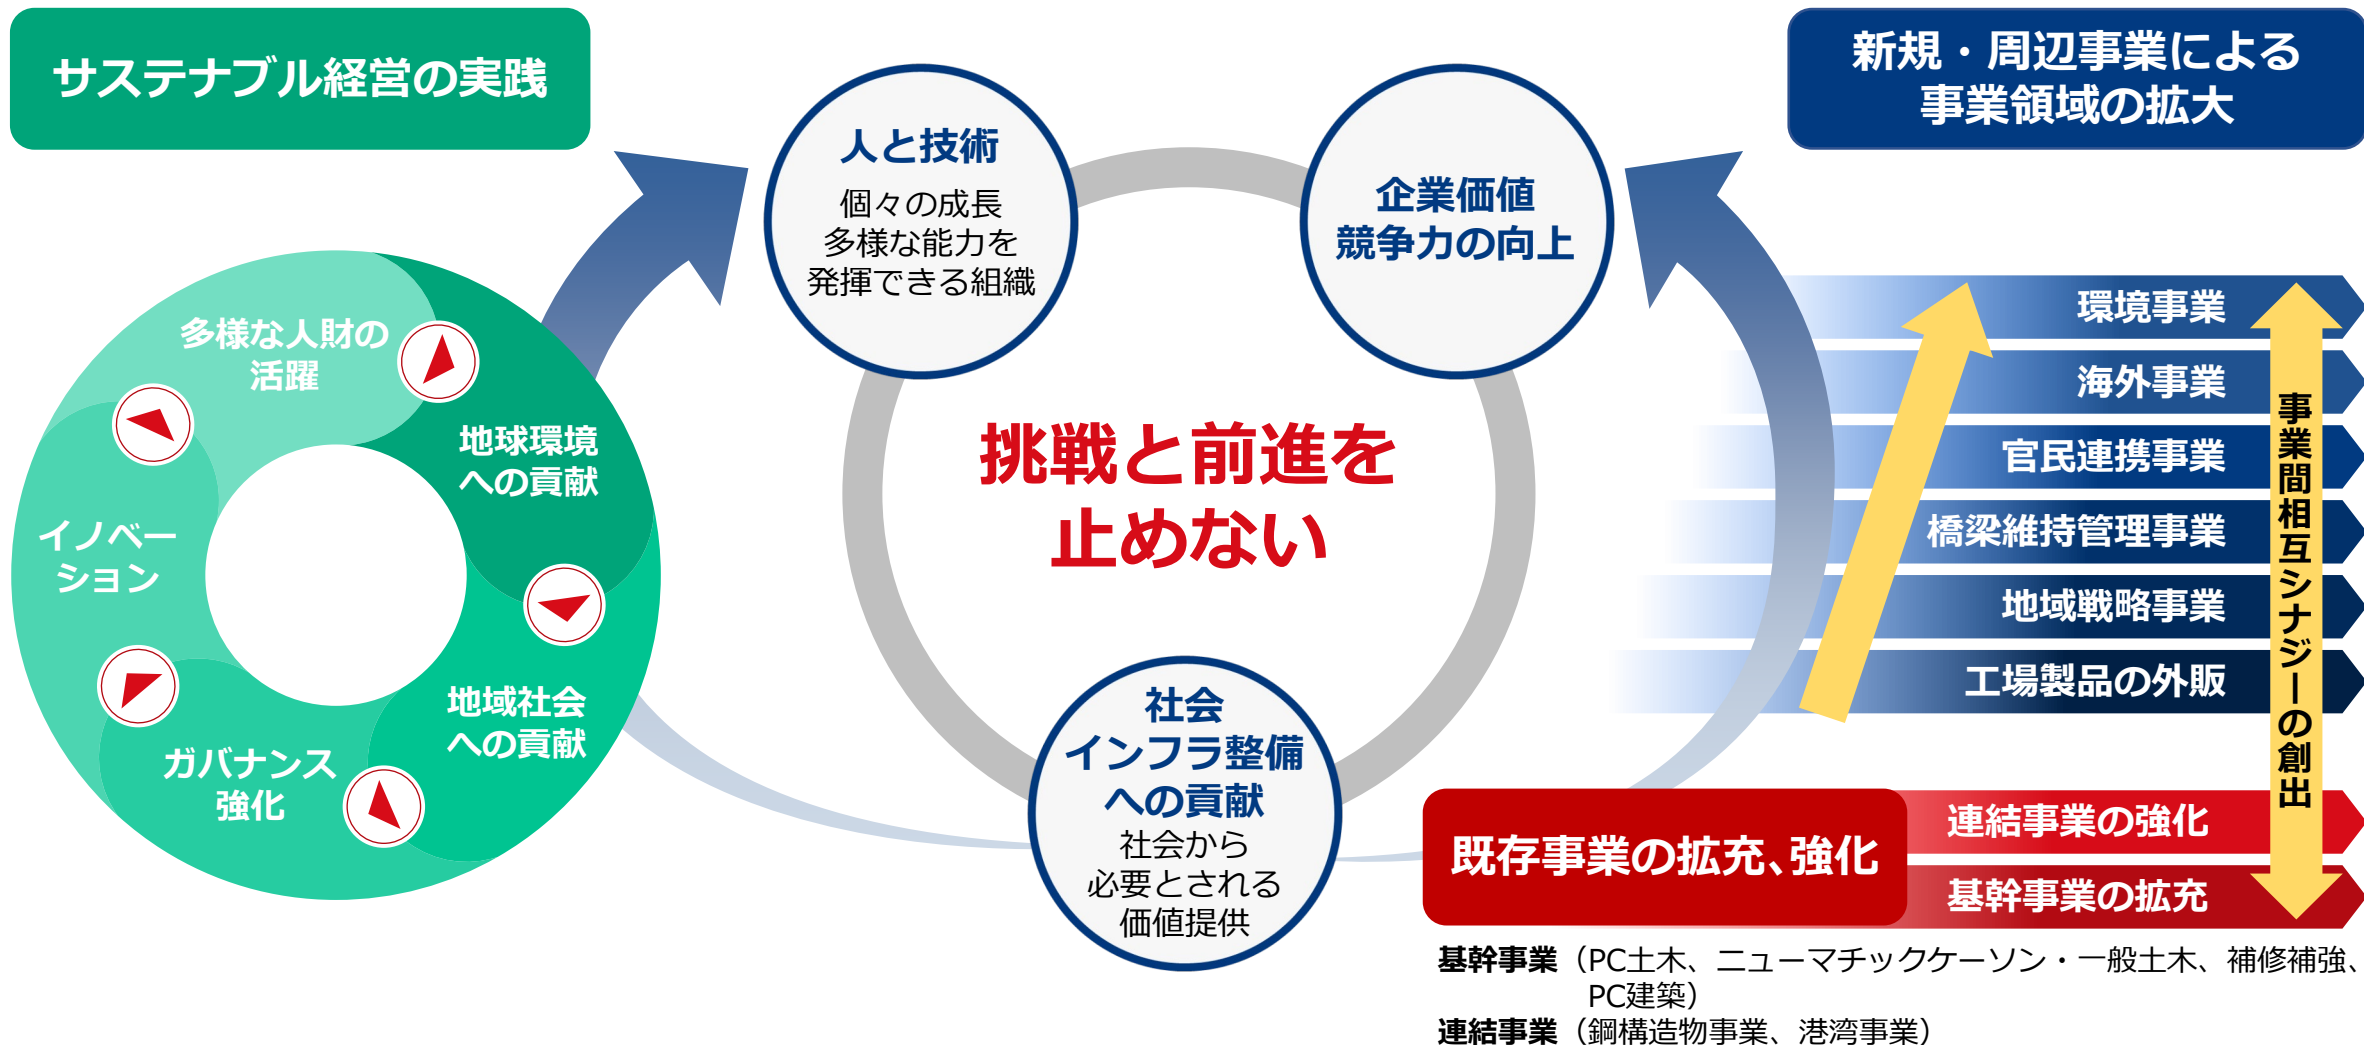 サステナブル経営の実践
多様な人財の
活躍
地球環境
への貢献
イノベー
ション
地域社会
への貢献
ガバナンス
強化
人と技術
個々の成長
多様な能力を
発揮できる組織
企業価値
競争力の向上
挑戦と前進を
止めない
社会
インフラ整備
への貢献
社会から
必要とされる
価値提供
新規・周辺事業による
事業領域の拡大
環境事業
海外事業
官民連携事業
橋梁維持管理事業
地域戦略事業
工場製品の外販
事業間相互シナジーの創出
既存事業の拡充、強化
連結事業の強化
基幹事業の拡充
基幹事業（PC土木、ニューマチックケーソン・一般土木、補修補強、
PC建築）
連結事業（鋼構造物事業、港湾事業）